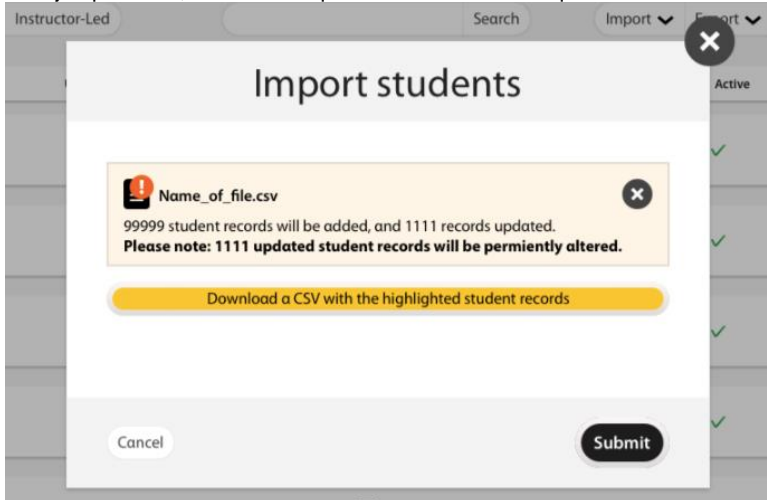 Instructor-Led
Search
Import
Export
Active
Import students
Name_of_file.csv
99999 student records will be added, and 1111 records updated.
Please note: 1111 updated student records will be permiently altered.
Download a CSV with the highlighted student records
Cancel
Submit